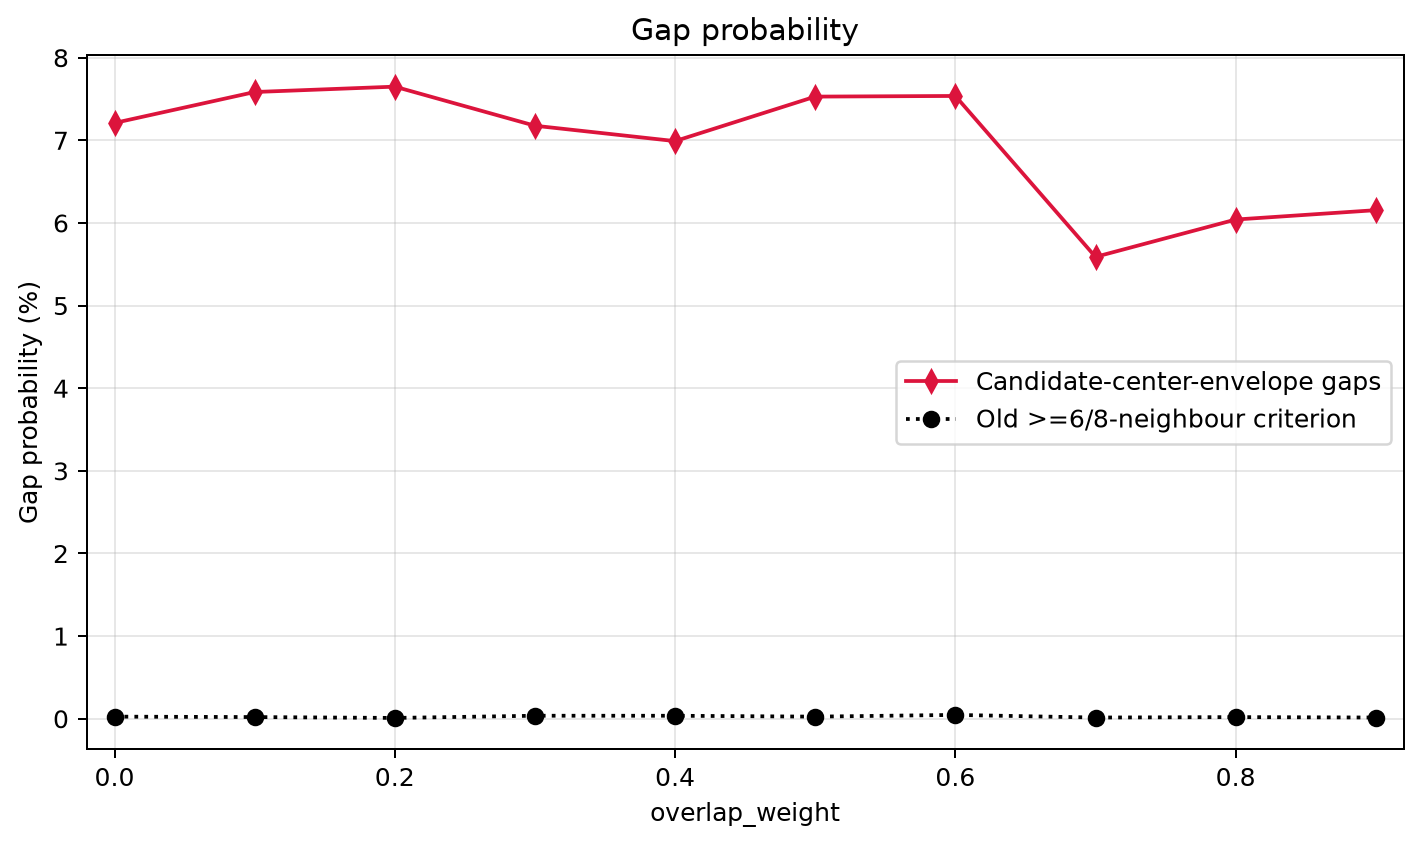 Gap probability
Gap probability (%)
8
7
6
5
4
3
2
1
0
Candidate-center-envelope gaps
Old >=6/8-neighbour criterion
0.0 0.2 0.4 0.6 0.8
overlap_weight